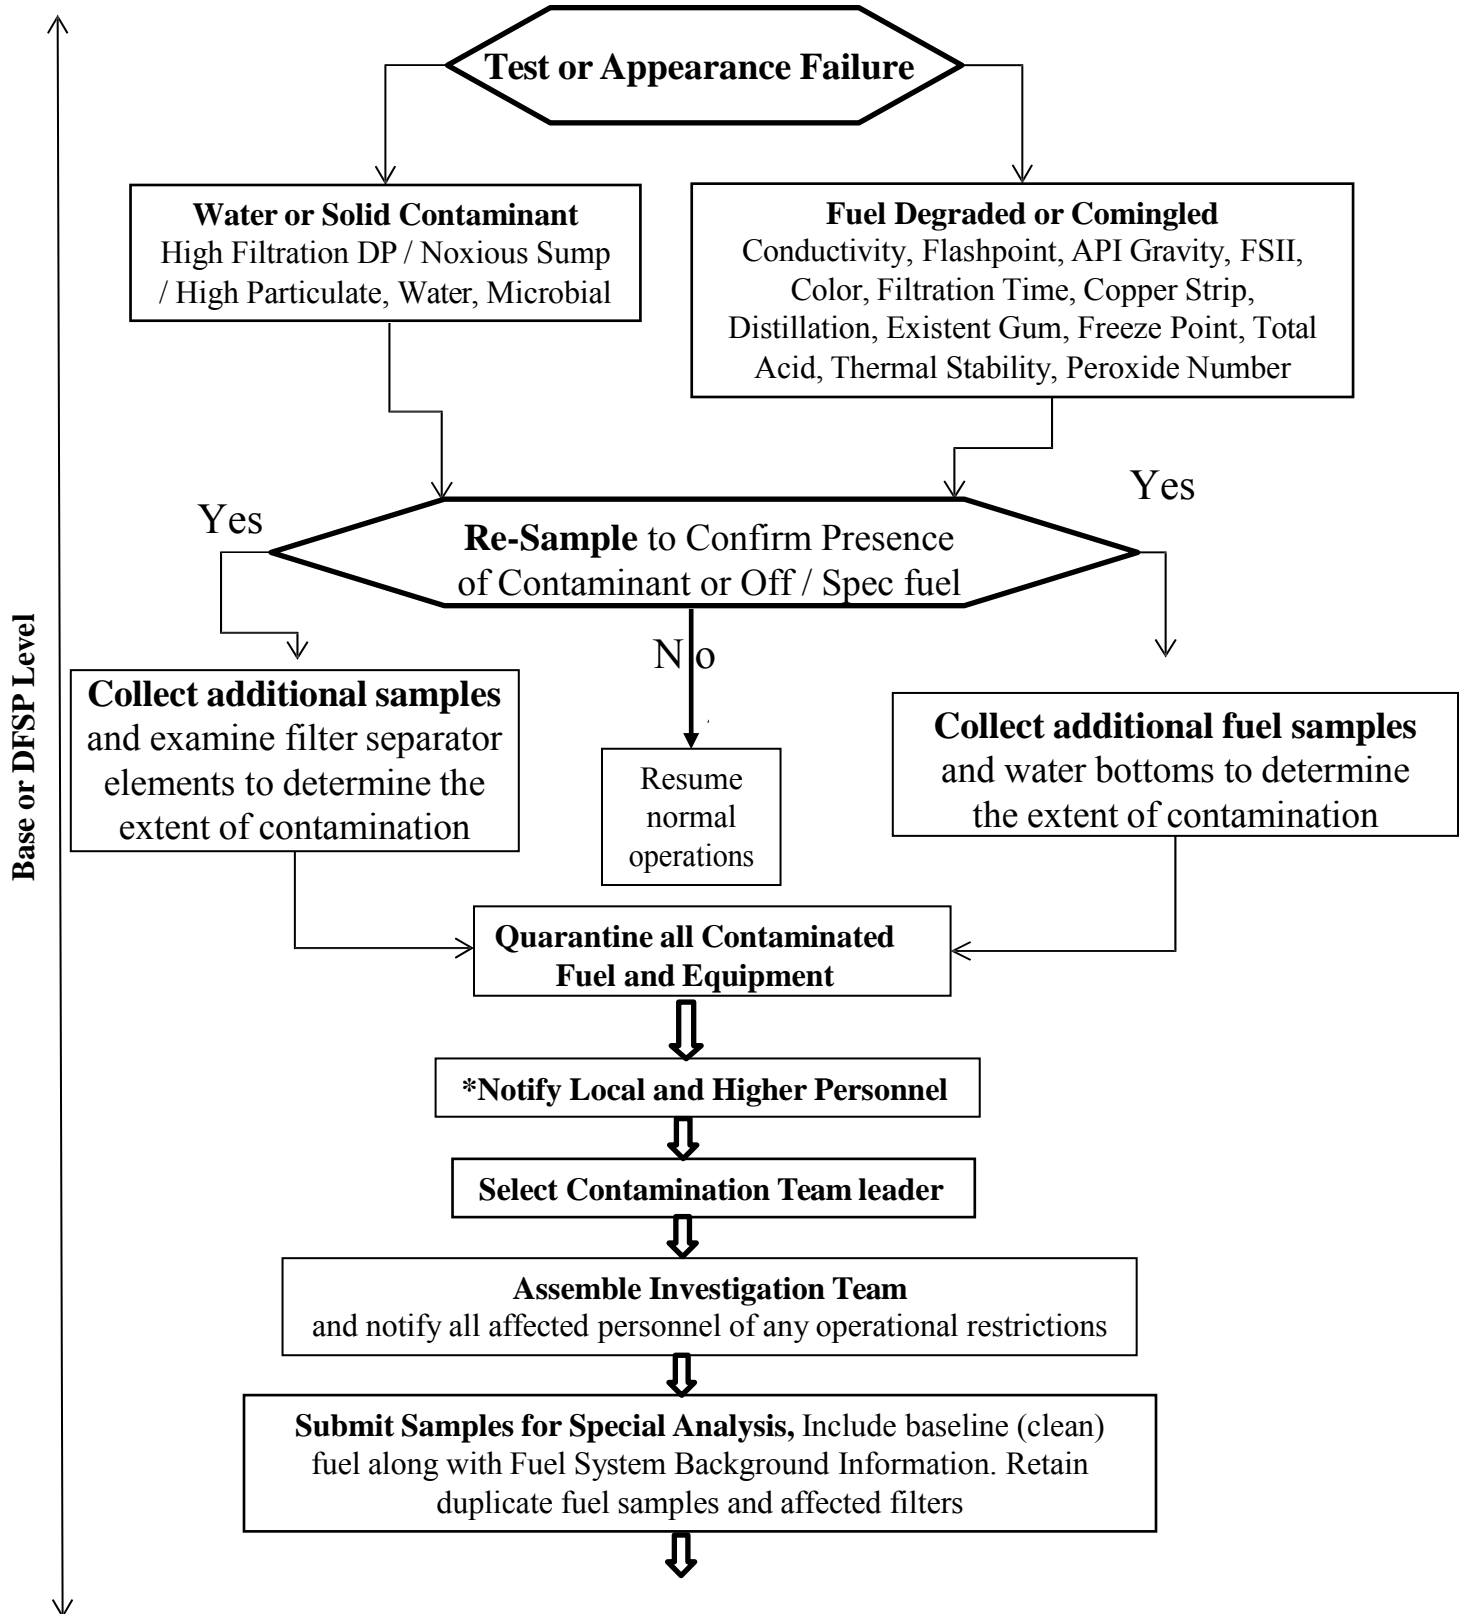 Test or Appearance Failure
Water or Solid Contaminant
High Filtration DP / Noxious Sump
/ High Particulate, Water, Microbial
Fuel Degraded or Comingled
Conductivity, Flashpoint, API Gravity, FSII,
Color, Filtration Time, Copper Strip,
Distillation, Existent Gum, Freeze Point, Total
Acid, Thermal Stability, Peroxide Number
Yes
Yes
Re-Sample to Confirm Presence
of Contaminant or Off / Spec fuel
No
Collect additional samples
and examine filter separator
elements to determine the
extent of contamination
Resume
normal
operations
Collect additional fuel samples
and water bottoms to determine
the extent of contamination
Base or DFSP Level
Quarantine all Contaminated
Fuel and Equipment
*Notify Local and Higher Personnel
Select Contamination Team leader
Assemble Investigation Team
and notify all affected personnel of any operational restrictions
Submit Samples for Special Analysis, Include baseline (clean)
fuel along with Fuel System Background Information. Retain
duplicate fuel samples and affected filters